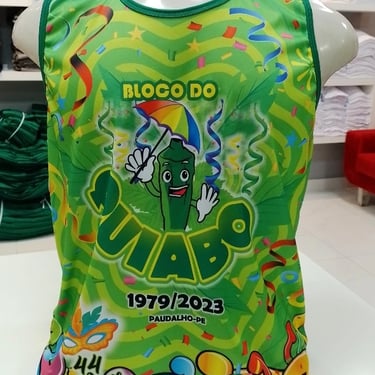 BLOCO DO
QUIABO
1979/2023
PAUDALHO-PE
44